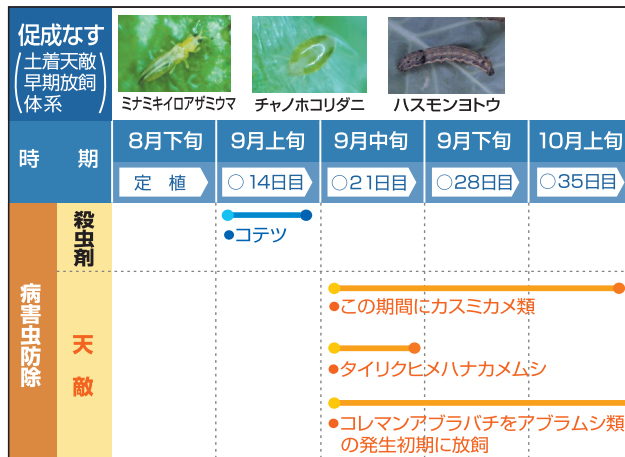 促成なす
(土着天敵
早期放飼
体系)
ミナミキイロアザミウマ
チャノホコリダニ
ハスモンヨトウ
時 期
8月下旬
9月上旬
9月中旬
9月下旬
10月上旬
定 植
○14日目
○21日目
○28日目
○35日目
病害虫防除
殺虫剤
●コテツ
天敵
●この期間にカスミカメ類
●タイリクヒメハナカメムシ
●コレマンアブラバチをアブラムシ類
の発生初期に放飼